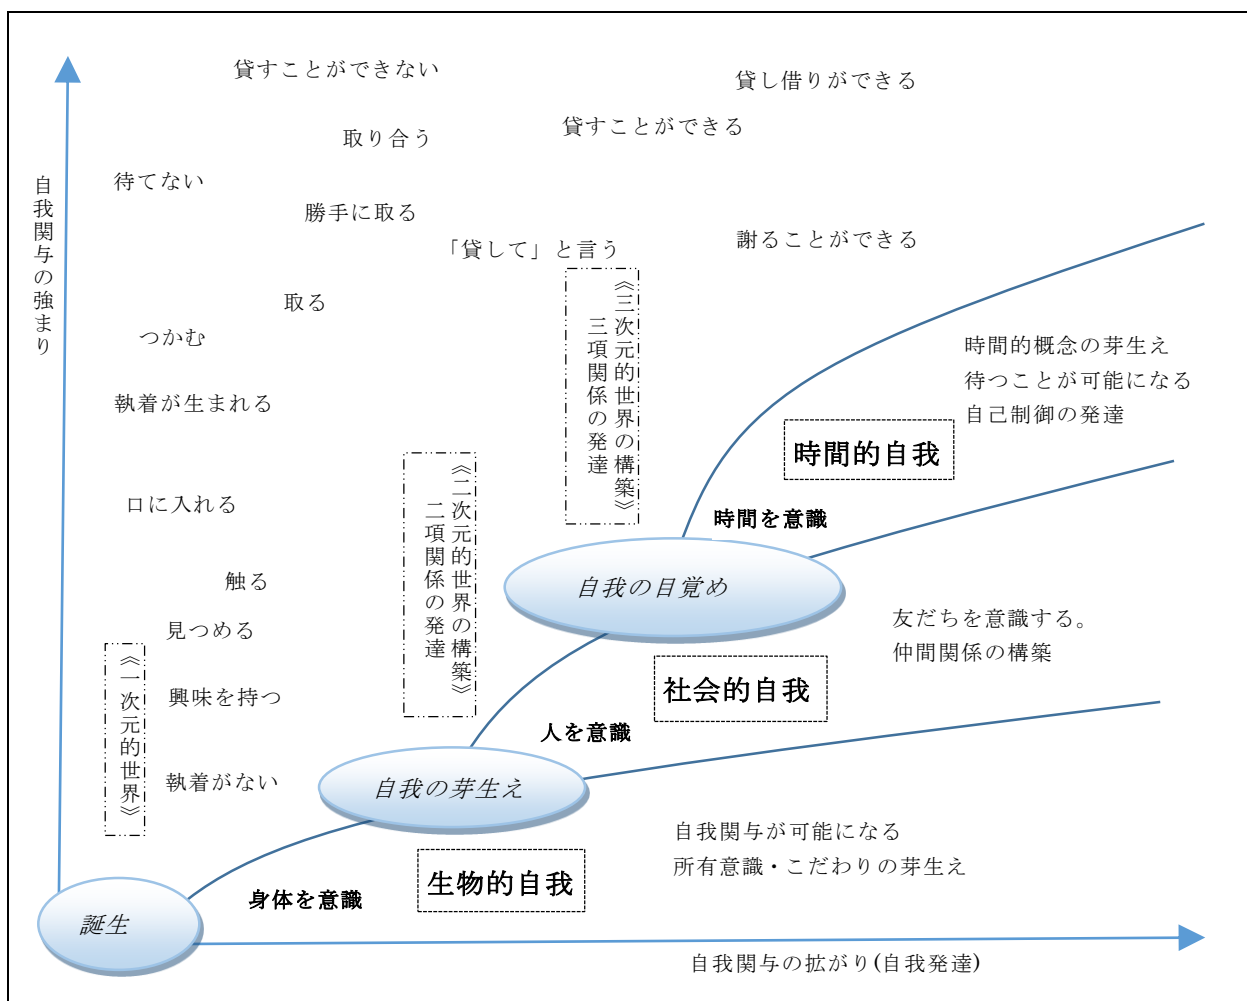 貸すことができない
貸し借りができる
貸すことができる
取り合う
待てない
自我関与の強まり
勝手に取る
「貸して」と言う
謝ることができる
《三次元的世界の構築》
三項関係の発達
取る
つかむ
時間的概念の芽生え
待つことが可能になる
自己制御の発達
執着が生まれる
時間的自我
《二次元的世界の構築》
二項関係の発達
口に入れる
時間を意識
触る
自我の目覚め
見つめる
友だちを意識する。
仲間関係の構築
《一次元的世界》
興味を持つ
社会的自我
人を意識
執着がない
自我の芽生え
自我関与が可能になる
所有意識・こだわりの芽生え
生物的自我
身体を意識
誕生
自我関与の拡がり(自我発達)